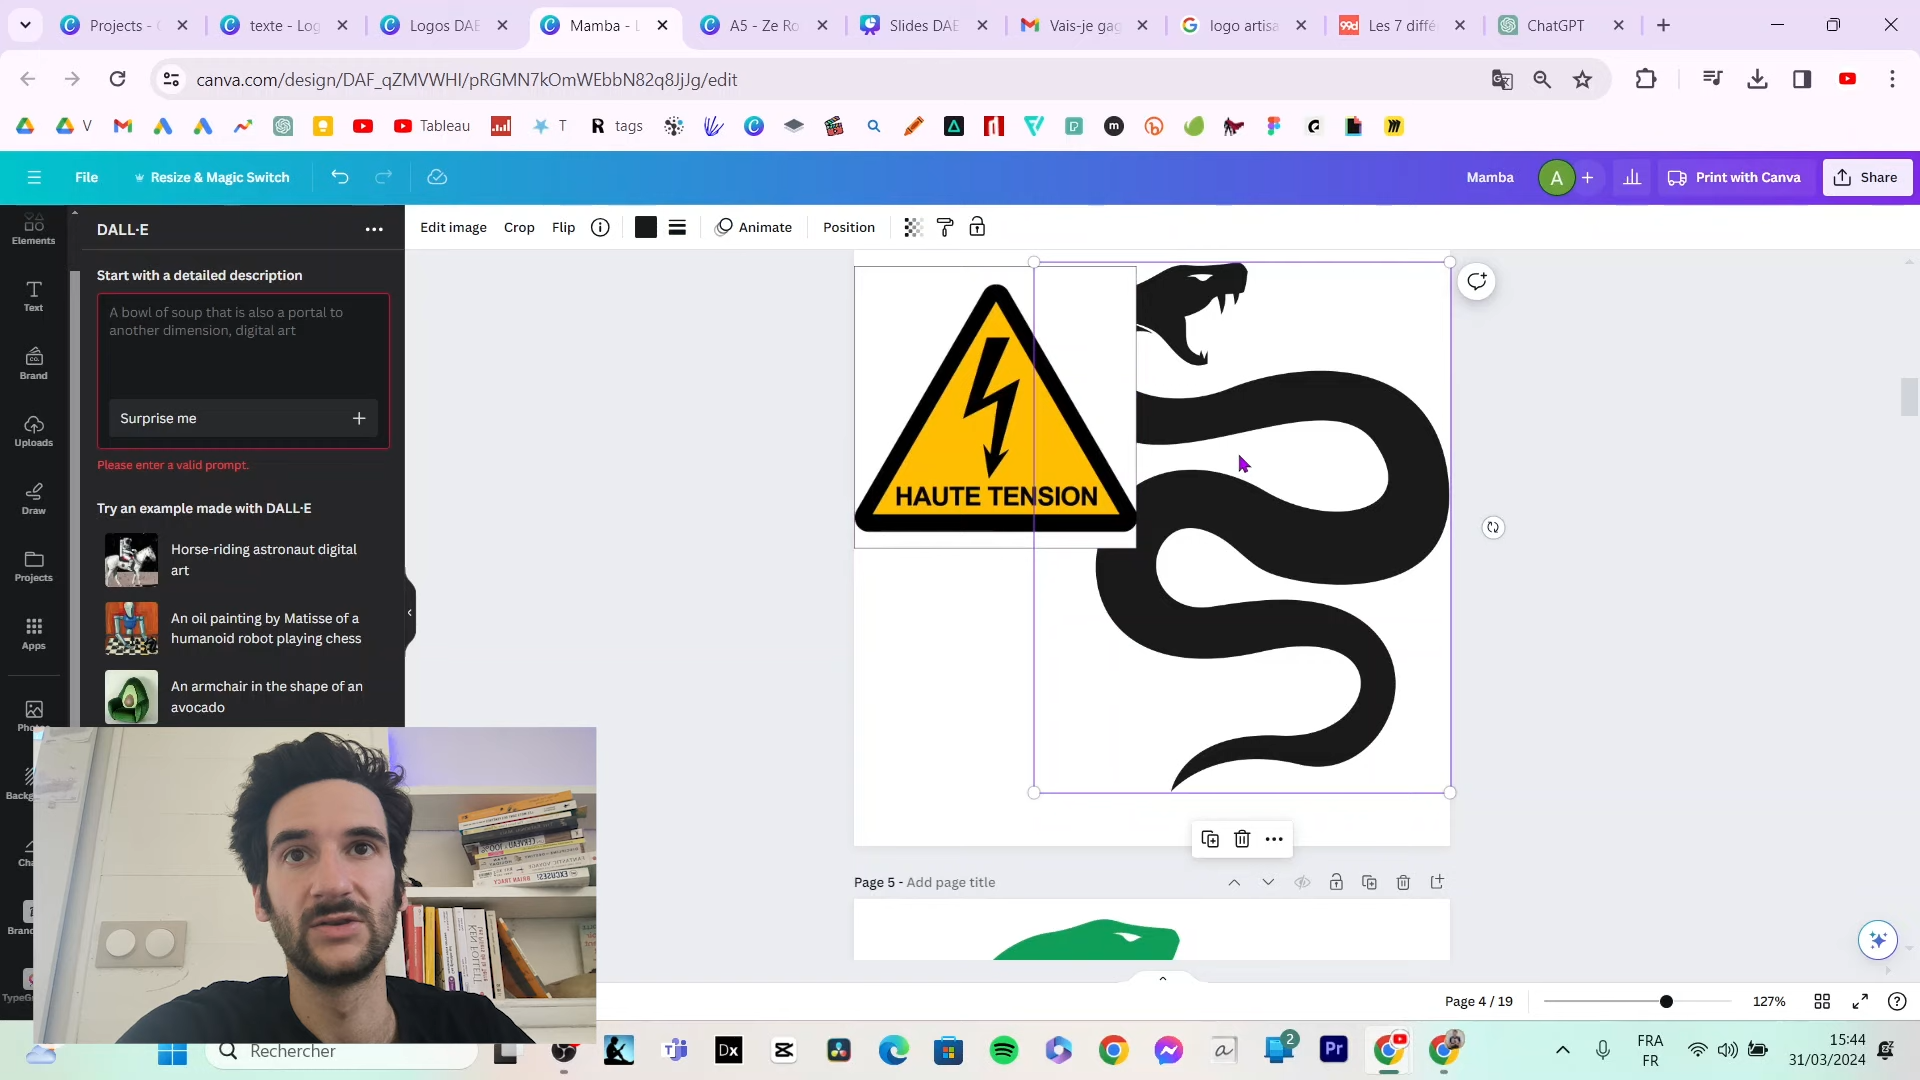 Projects - C
texte - Log
Logos DAE
Mamba - L
A5 - Ze Ro
Slides DAE
Vais-je gag
logo artisa
Les 7 diffé
ChatGPT
canva.com/design/DAF_qZMVWHI/pRGMN7kOmWEbbN82q8JjJg/edit
V
Tableau
T
tags
File
Resize & Magic Switch
Mamba
A
Print with Canva
Share
Elements
Text
Brand
Uploads
Draw
Projects
Apps
DALL·E
Start with a detailed description
A bowl of soup that is also a portal to
another dimension, digital art
Surprise me
Please enter a valid prompt.
Try an example made with DALL·E
Horse-riding astronaut digital
art
An oil painting by Matisse of a
humanoid robot playing chess
An armchair in the shape of an
avocado
Edit image
Crop
Flip
Animate
Position
HAUTE TENSION
Page 5 - Add page title
Page 4 / 19
127%
Rechercher
FRA
FR
15:44
31/03/2024